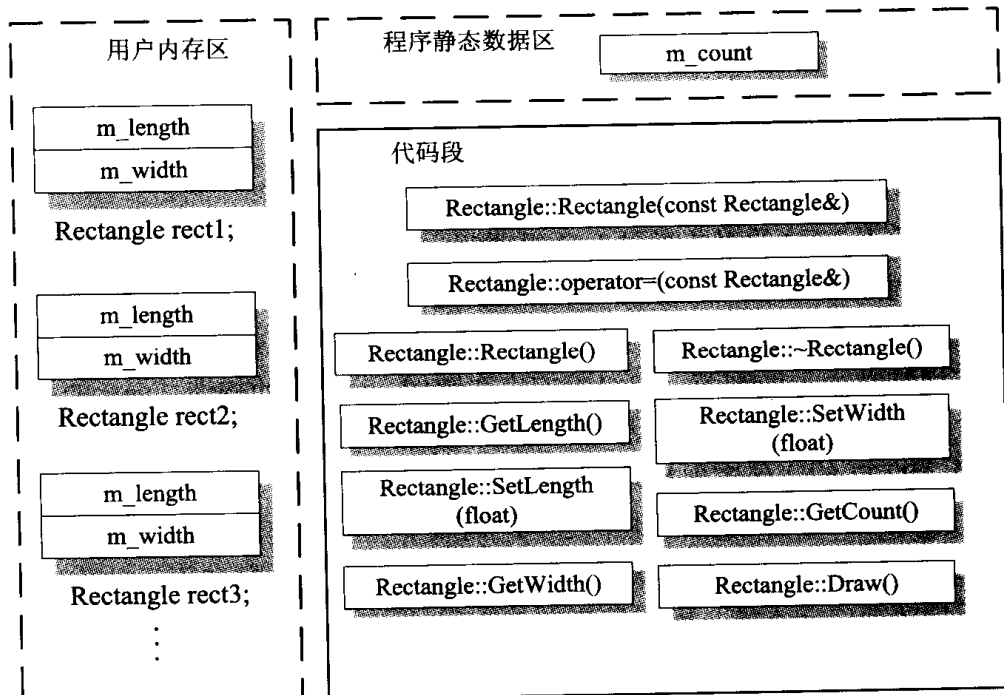 用户内存区
m_length
m_width
Rectangle rect1;
m_length
m_width
Rectangle rect2;
m_length
m_width
Rectangle rect3;
程序静态数据区
m_count
代码段
Rectangle::Rectangle(const Rectangle&)
Rectangle::operator=(const Rectangle&)
Rectangle::Rectangle()
Rectangle::~Rectangle()
Rectangle::GetLength()
Rectangle::SetWidth
(float)
Rectangle::SetLength
(float)
Rectangle::GetCount()
Rectangle::GetWidth()
Rectangle::Draw()